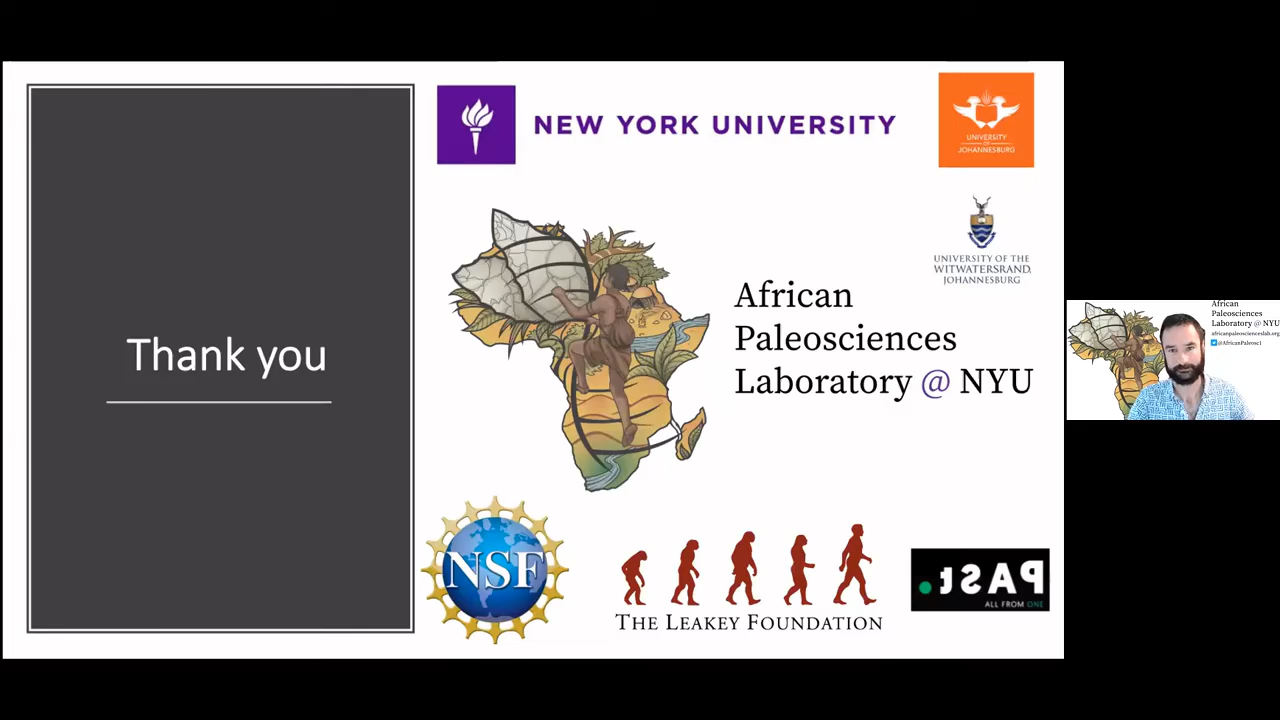 Thank you
NEW YORK UNIVERSITY
UNIVERSITY
OF
JOHANNESBURG
UNIVERSITY OF THE
WITWATERSRAND,
JOHANNESBURG
African
Paleosciences
Laboratory @ NYU
NSF
THE LEAKEY FOUNDATION
PAST.
ALL FROM ONE
African
Paleosciences
Laboratory @ NYU
africanpaleoscienceslab.org
@AfricanPaleosci